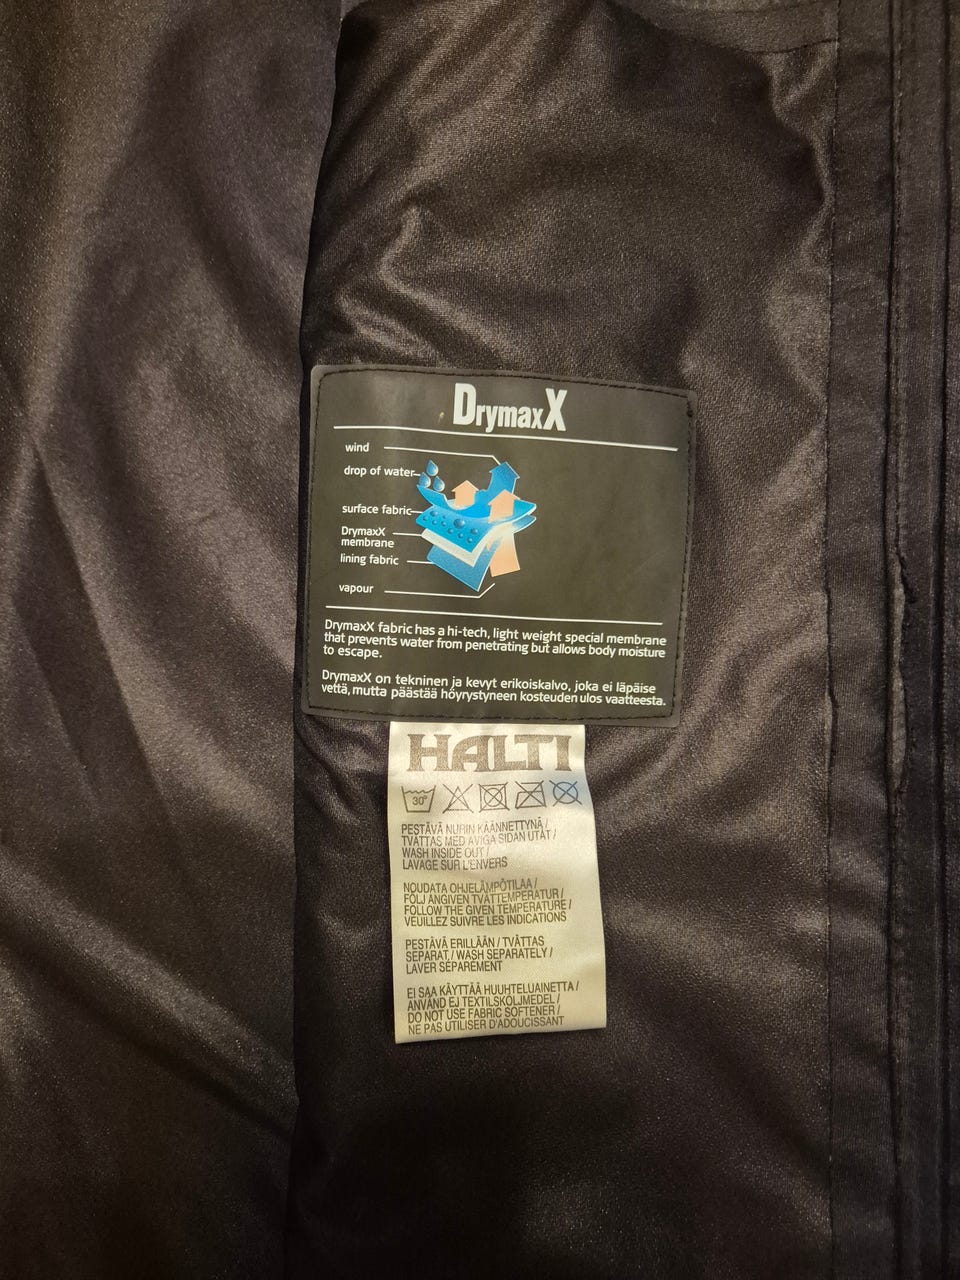 DrymaxX
wind
drop of water
surface fabric
DrymaxX
membrane
lining fabric
vapour
DrymaxX fabric has a hi-tech, light weight special membrane
that prevents water from penetrating but allows body moisture
to escape.
DrymaxX on tekninen ja kevyt erikoiskalvo, joka ei läpäise
vettä, mutta päästää höyrystyneen kosteuden ulos vaatteesta.
HALTI
30°
PESTÄVÄ NURIN KÄÄNNETTYNÄ /
TVÄTTAS MED AVIGA SIDAN UTÅT /
WASH INSIDE OUT /
LAVAGE SUR L'ENVERS
NOUDATA OHJELÄMPÖTILAA /
FÖLJ ANGIVEN TVÄTTEMPERATUR /
FOLLOW THE GIVEN TEMPERATURE /
VEUILLEZ SUIVRE LES INDICATIONS
PESTÄVÄ ERILLÄÄN / TVÄTTAS
SEPARAT / WASH SEPARATELY /
LAVER SÉPAREMENT
EI SAA KÄYTTÄÄ HUUHTELUAINETTA /
ANVÄND EJ TEXTILSKÖLJMEDEL /
DO NOT USE FABRIC SOFTENER /
NE PAS UTILISER D'ADOUCISSANT